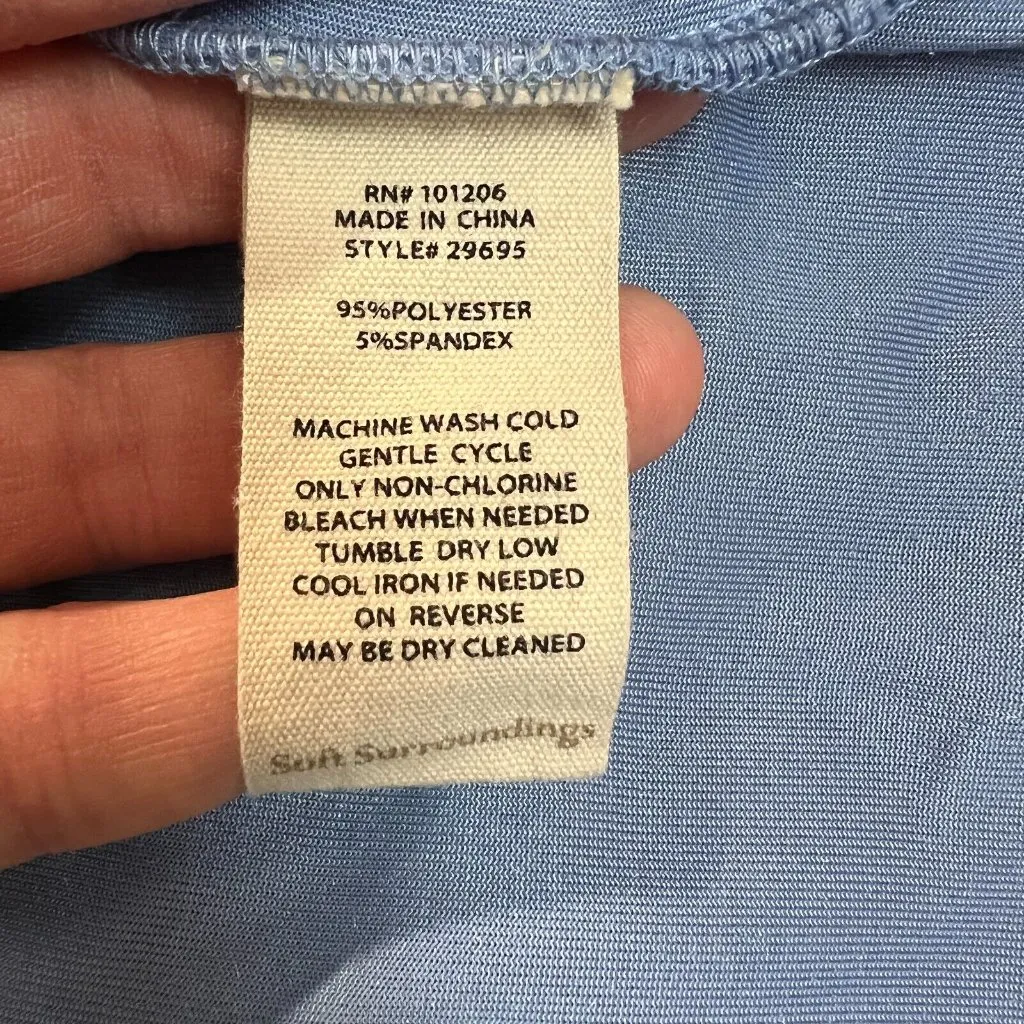 RN# 101206
MADE IN CHINA
STYLE# 29695
95%POLYESTER
5%SPANDEX
MACHINE WASH COLD
GENTLE CYCLE
ONLY NON-CHLORINE
BLEACH WHEN NEEDED
TUMBLE DRY LOW
COOL IRON IF NEEDED
ON REVERSE
MAY BE DRY CLEANED
Soft Surroundings